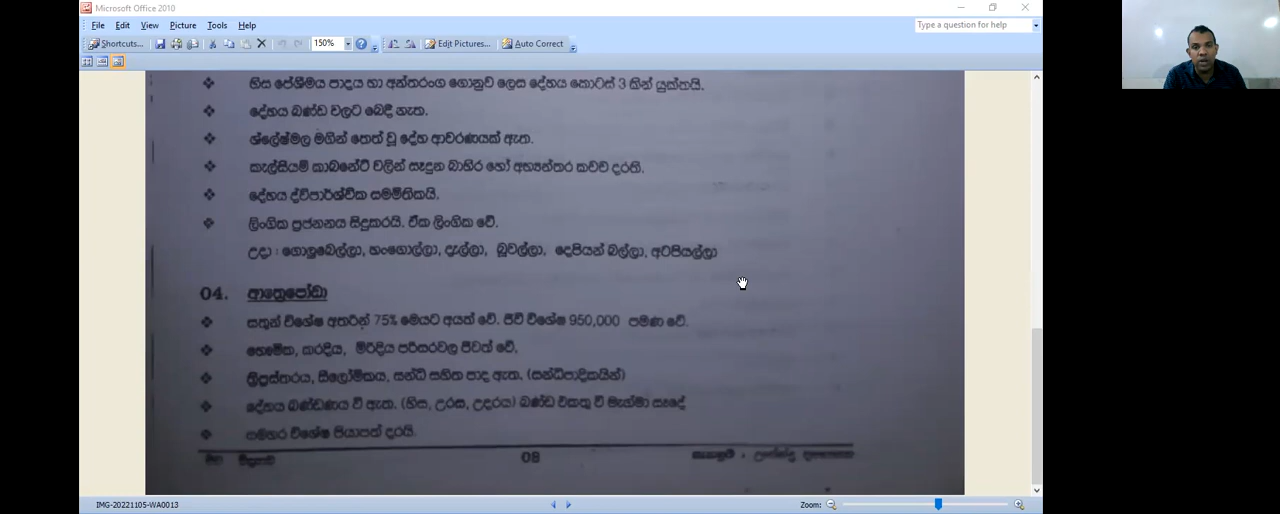 Microsoft Office 2010
File Edit View Picture Tools Help
Type a question for help
Shortcuts... 150% Edit Pictures... Auto Correct
❖ හිස පේශිමය පාදය හා අන්තරංග ගොනුව ලෙස දේහය කොටස් 3 කින් යුක්තයි.
❖ දේහය ඛණ්ඩ වලට බෙදී නැත.
❖ ශ්ලේෂ්මල මගින් තෙත් වූ දේහ ආවරණයක් ඇත.
❖ කැල්සියම් කාබනේට් වලින් සෑදුන බාහිර හෝ අභ්‍යන්තර කවච දරති.
❖ දේහය ද්විපාර්ශ්වික සමමිතිකයි.
❖ ලිංගික ප්‍රජනනය සිදුකරයි. ඒක ලිංගික වේ.
උදා : ගොලුබෙල්ලා, හංගොල්ලා, දැල්ලා, බූවල්ලා, දෙපියන් බල්ලා, අටපියල්ලා
04. ආත්‍රොපෝඩා
❖ සතුන් විශේෂ අතරින් 75% මෙයට අයත් වේ. ජීවී විශේෂ 950,000 පමණ වේ.
❖ භෞමික, කරදිය, මිරිදිය පරිසරවල ජීවත් වේ.
❖ ත්‍රිප්‍රස්තරය, සීලෝමිකය, සන්ධි සහිත පාද ඇත. (සන්ධිපාදිකයින්)
❖ දේහය ඛණ්ඩණය වී ඇත. (හිස, උරස, උදරය) ඛණ්ඩ එකතු වී මැග්මා සෑදේ
❖ සමහර විශේෂ පියාපත් දරයි.
08
IMG-20221105-WA0013
Zoom: